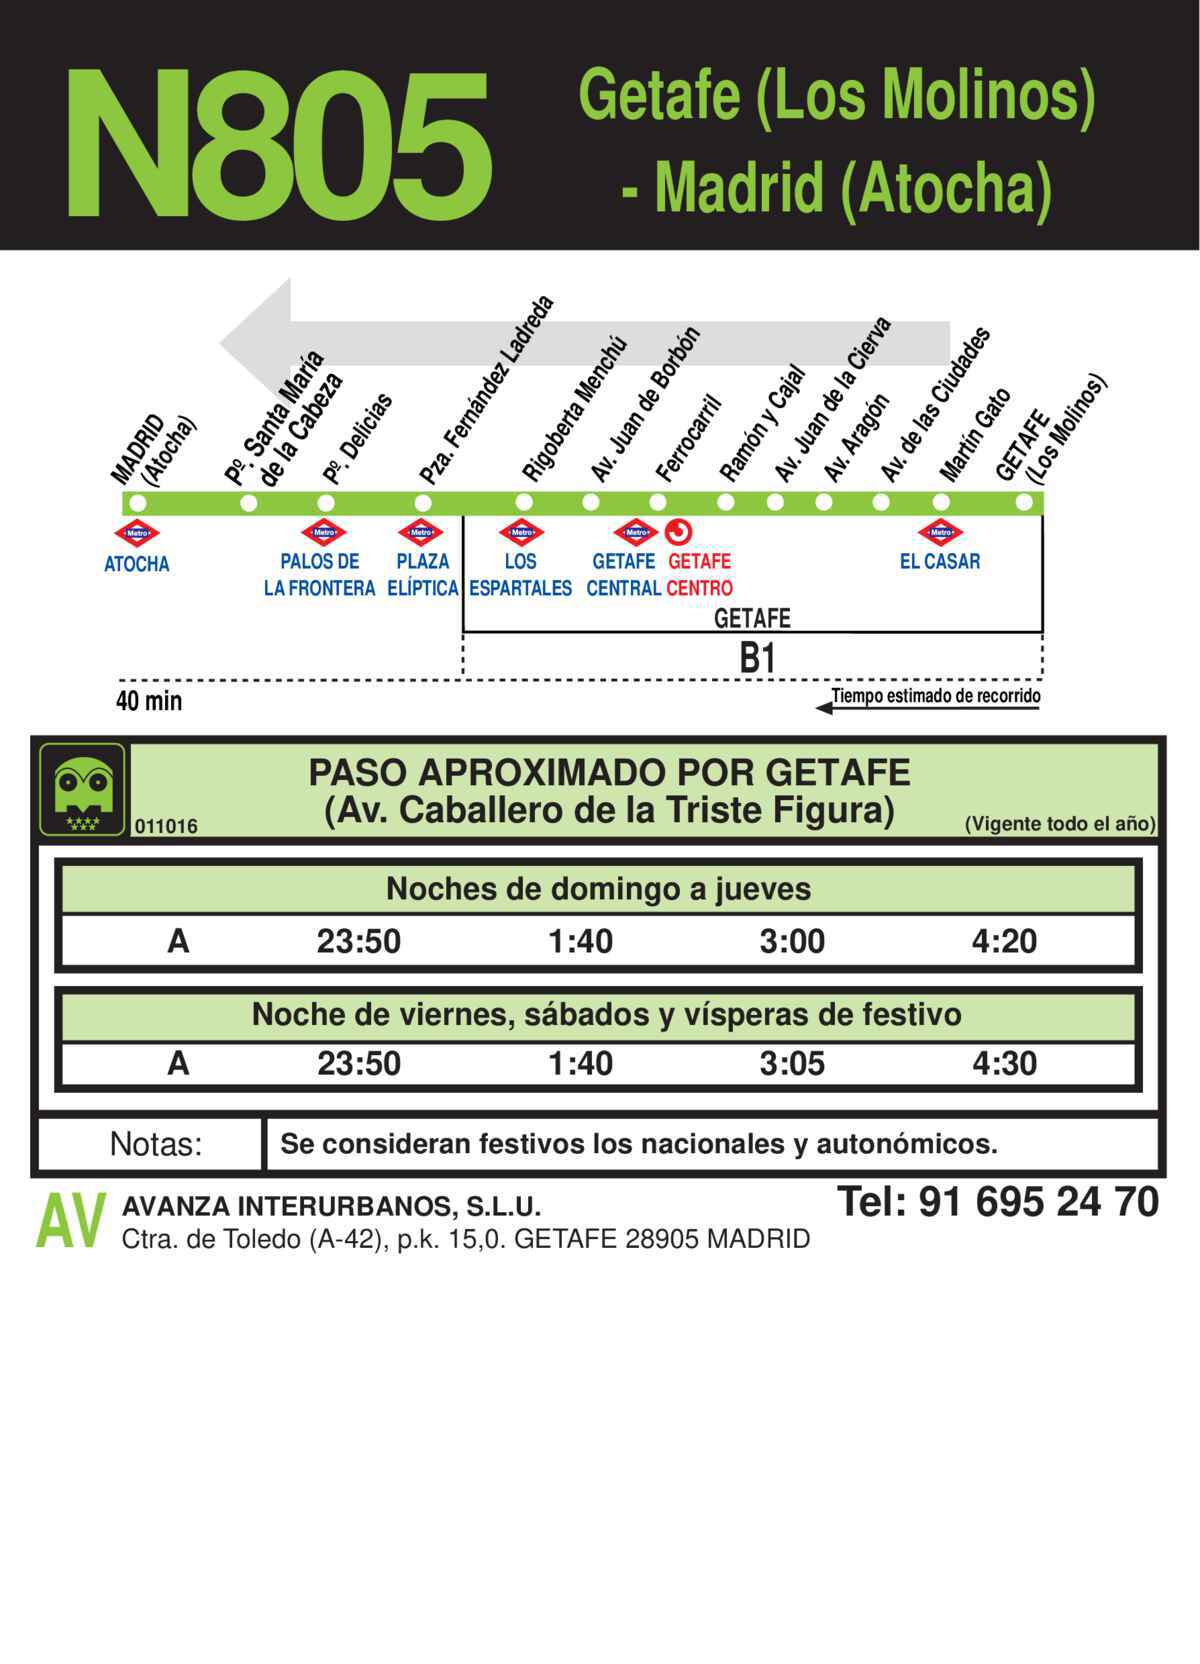 N805
Getafe (Los Molinos)
- Madrid (Atocha)
MADRID
(Atocha)
Pº. Santa María
de la Cabeza
Pº. Delicias
Pza. Fernández Ladreda
Rigoberta Menchú
Av. Juan de Borbón
Ferrocarril
Ramón y Cajal
Av. Juan de la Cierva
Av. Aragón
Av. de las Ciudades
Martín Gato
GETAFE
(Los Molinos)
Metro
Metro
Metro
Metro
Metro
Metro
ATOCHA
PALOS DE
LA FRONTERA
PLAZA
ELÍPTICA
LOS
ESPARTALES
GETAFE
CENTRAL
GETAFE
CENTRO
EL CASAR
GETAFE
B1
40 min
Tiempo estimado de recorrido
PASO APROXIMADO POR GETAFE
(Av. Caballero de la Triste Figura)
011016
(Vigente todo el año)
Noches de domingo a jueves
A 23:50 1:40 3:00 4:20
Noche de viernes, sábados y vísperas de festivo
A 23:50 1:40 3:05 4:30
Notas: Se consideran festivos los nacionales y autonómicos.
AV AVANZA INTERURBANOS, S.L.U.
Ctra. de Toledo (A-42), p.k. 15,0. GETAFE 28905 MADRID
Tel: 91 695 24 70